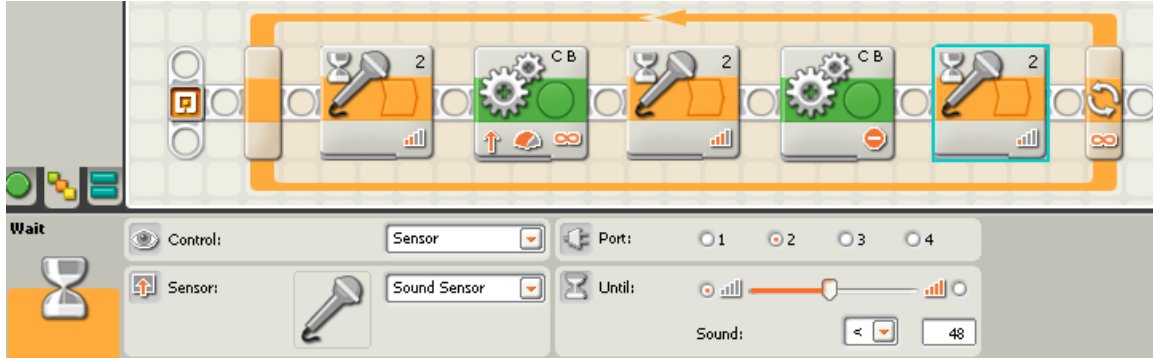 2
C B
2
C B
2
Wait
Control: Sensor Port: 1 2 3 4
Sensor: Sound Sensor Until:
Sound: < 48